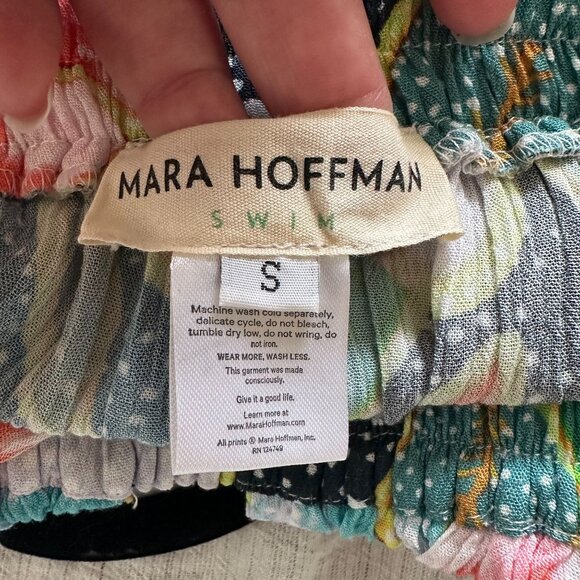 MARA HOFFMAN
SWIM
S
Machine wash cold separately,
delicate cycle, do not bleach,
tumble dry low, do not wring, do
not iron.
WEAR MORE, WASH LESS.
This garment was made
consciously.
Give it a good life.
Learn more at
www.MaraHoffman.com
All prints ® Mara Hoffman, Inc.
RN 124749